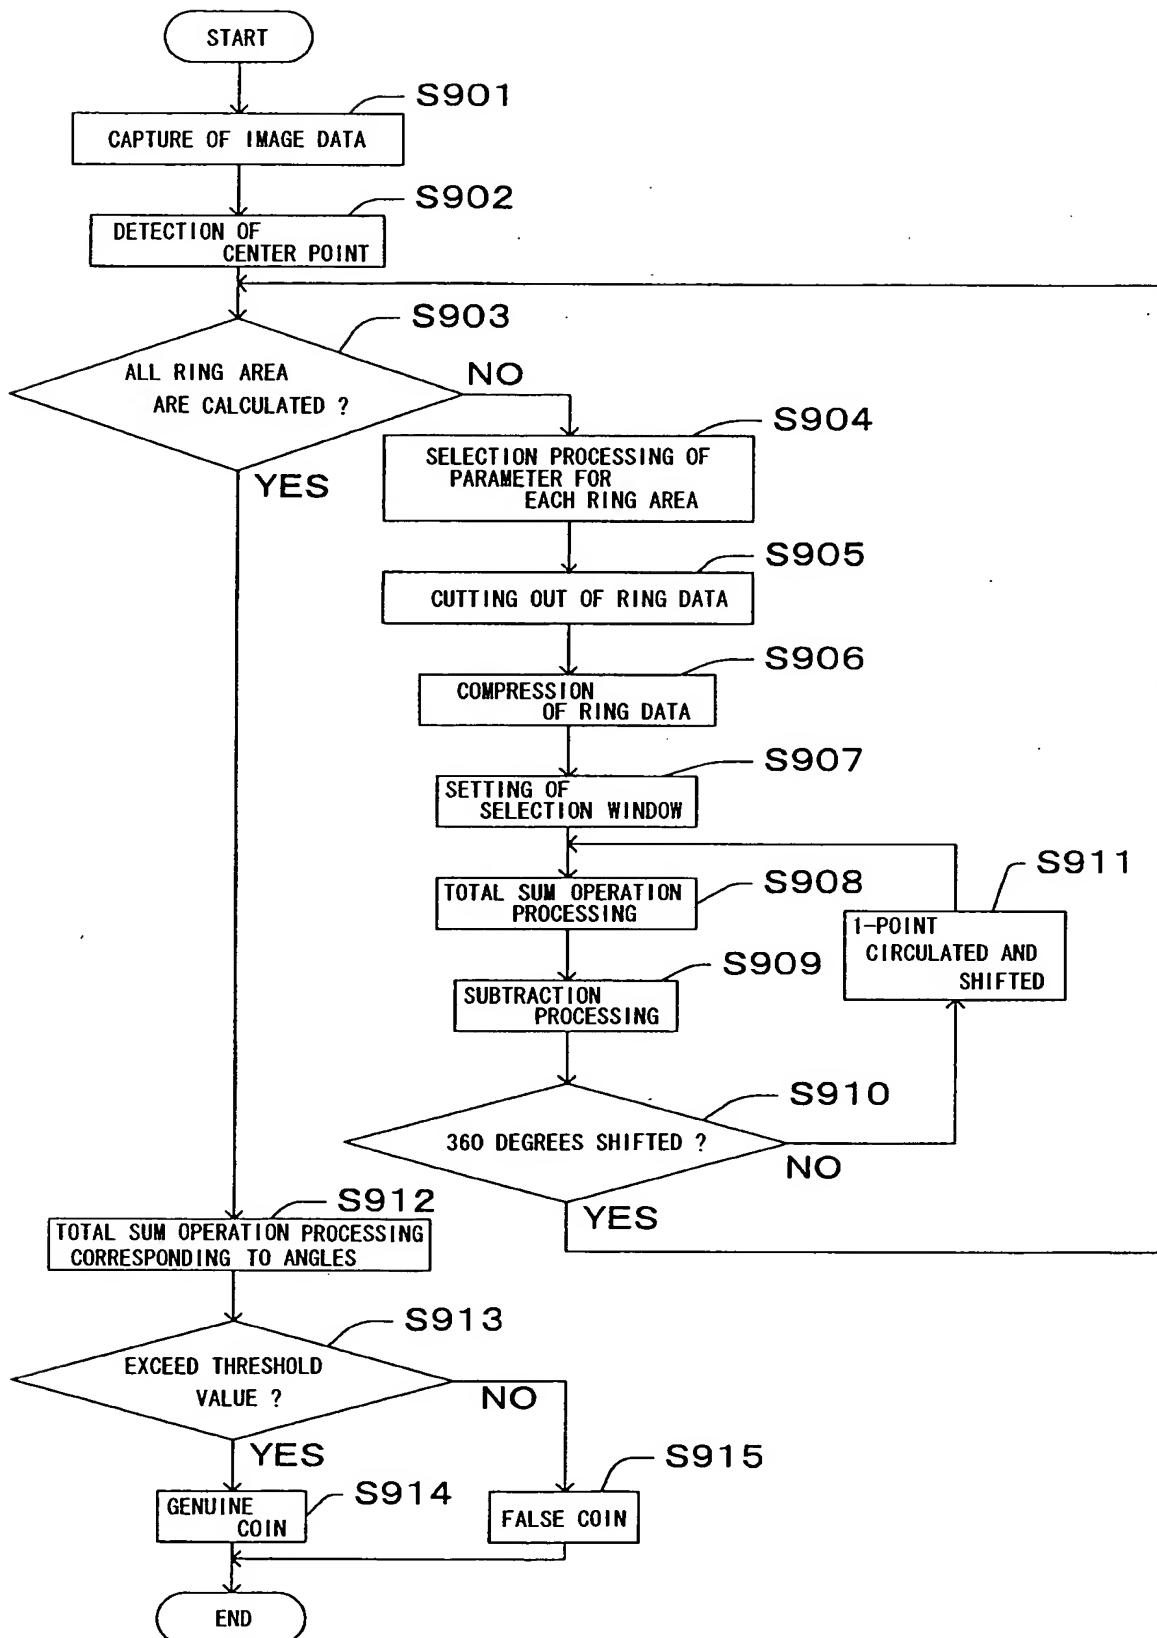 START
S901
CAPTURE OF IMAGE DATA
S902
DETECTION OF
CENTER POINT
S903
ALL RING AREA
ARE CALCULATED ?
NO
YES
S904
SELECTION PROCESSING OF
PARAMETER FOR
EACH RING AREA
S905
CUTTING OUT OF RING DATA
S906
COMPRESSION
OF RING DATA
S907
SETTING OF
SELECTION WINDOW
S908
TOTAL SUM OPERATION
PROCESSING
S911
1-POINT
CIRCULATED AND
SHIFTED
S909
SUBTRACTION
PROCESSING
S910
360 DEGREES SHIFTED ?
NO
YES
S912
TOTAL SUM OPERATION PROCESSING
CORRESPONDING TO ANGLES
S913
EXCEED THRESHOLD
VALUE ?
NO
YES
S914
GENUINE
COIN
S915
FALSE COIN
END